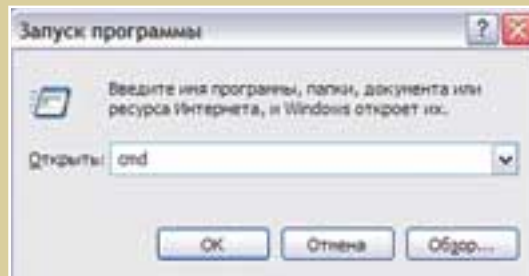 Запуск программы
Введите имя программы, папки, документа или
ресурса Интернета, и Windows откроет их.
Открыть: cmd
OK Отмена Обзор...